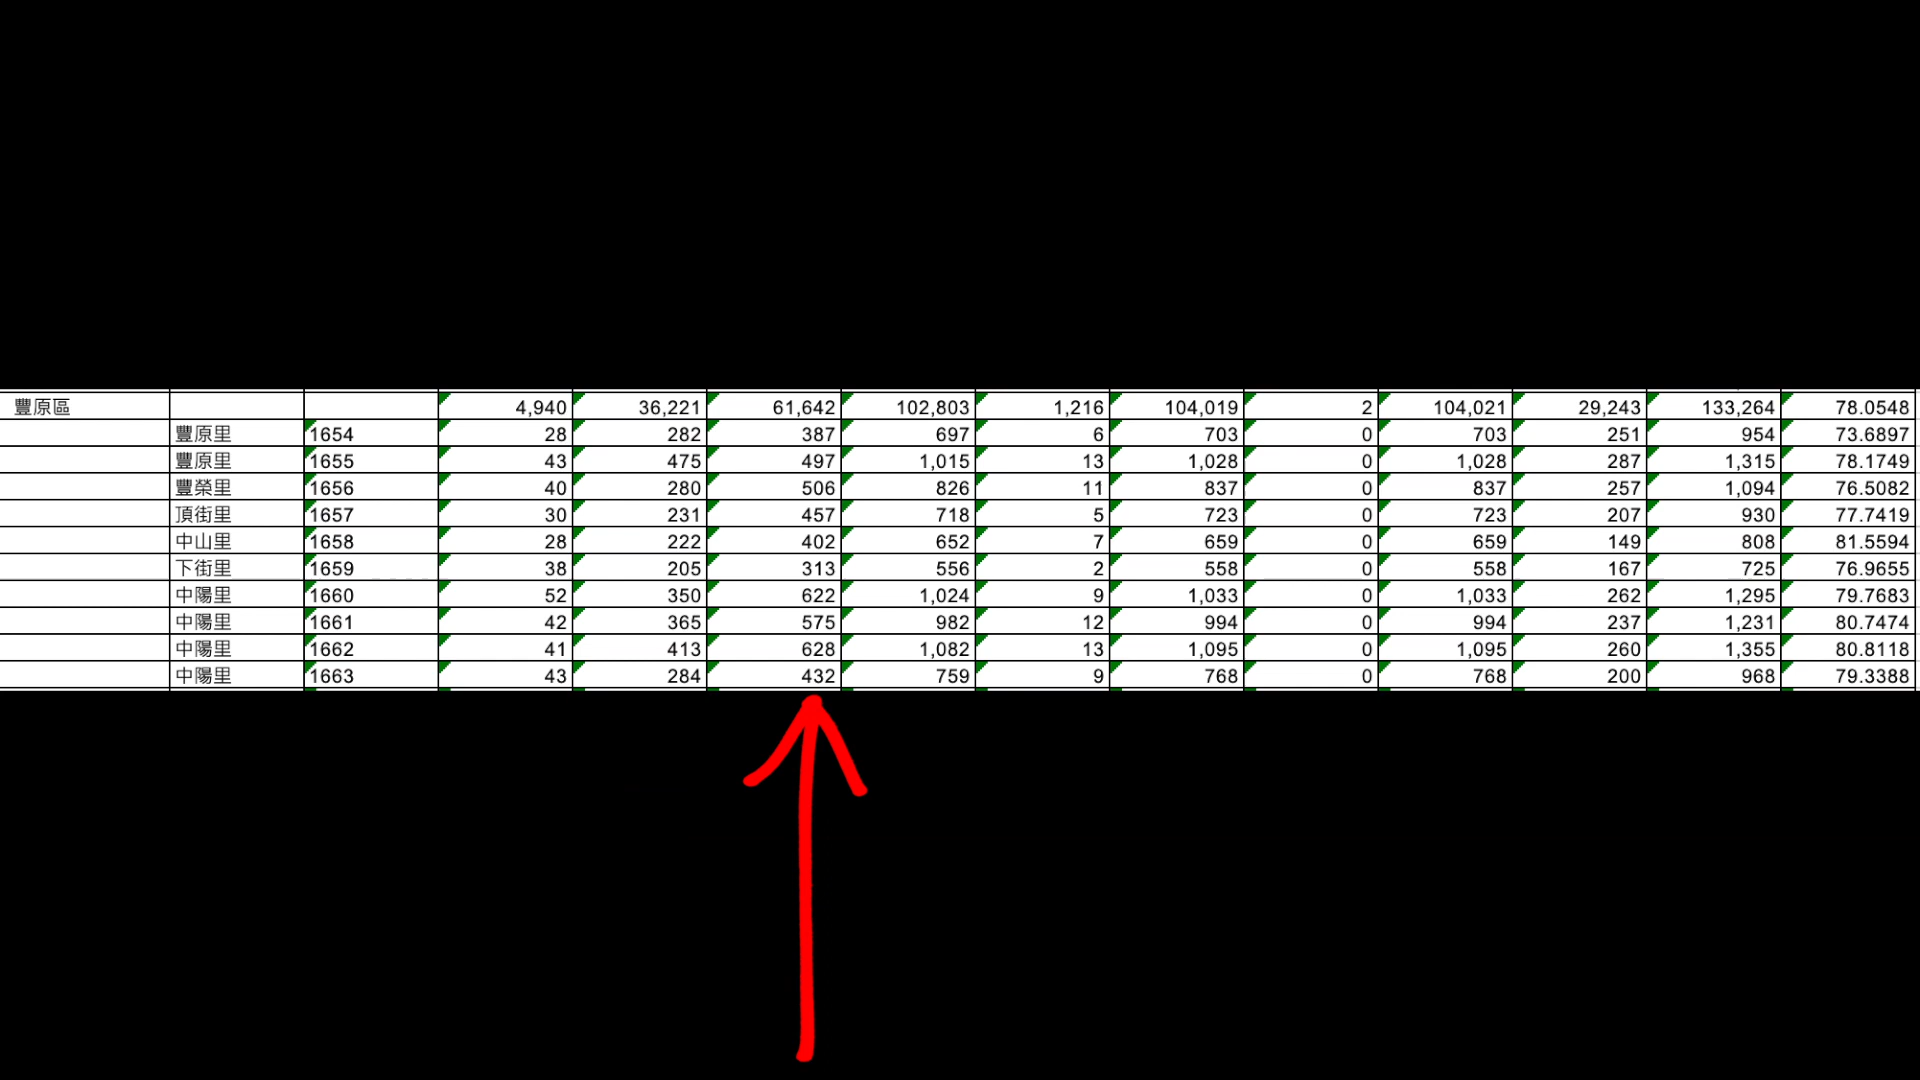 豐原區 4,940 36,221 61,642 102,803 1,216 104,019 2 104,021 29,243 133,264 78.0548
豐原里 1654 28 282 387 697 6 703 0 703 251 954 73.6897
豐原里 1655 43 475 497 1,015 13 1,028 0 1,028 287 1,315 78.1749
豐榮里 1656 40 280 506 826 11 837 0 837 257 1,094 76.5082
頂街里 1657 30 231 457 718 5 723 0 723 207 930 77.7419
中山里 1658 28 222 402 652 7 659 0 659 149 808 81.5594
下街里 1659 38 205 313 556 2 558 0 558 167 725 76.9655
中陽里 1660 52 350 622 1,024 9 1,033 0 1,033 262 1,295 79.7683
中陽里 1661 42 365 575 982 12 994 0 994 237 1,231 80.7474
中陽里 1662 41 413 628 1,082 13 1,095 0 1,095 260 1,355 80.8118
中陽里 1663 43 284 432 759 9 768 0 768 200 968 79.3388